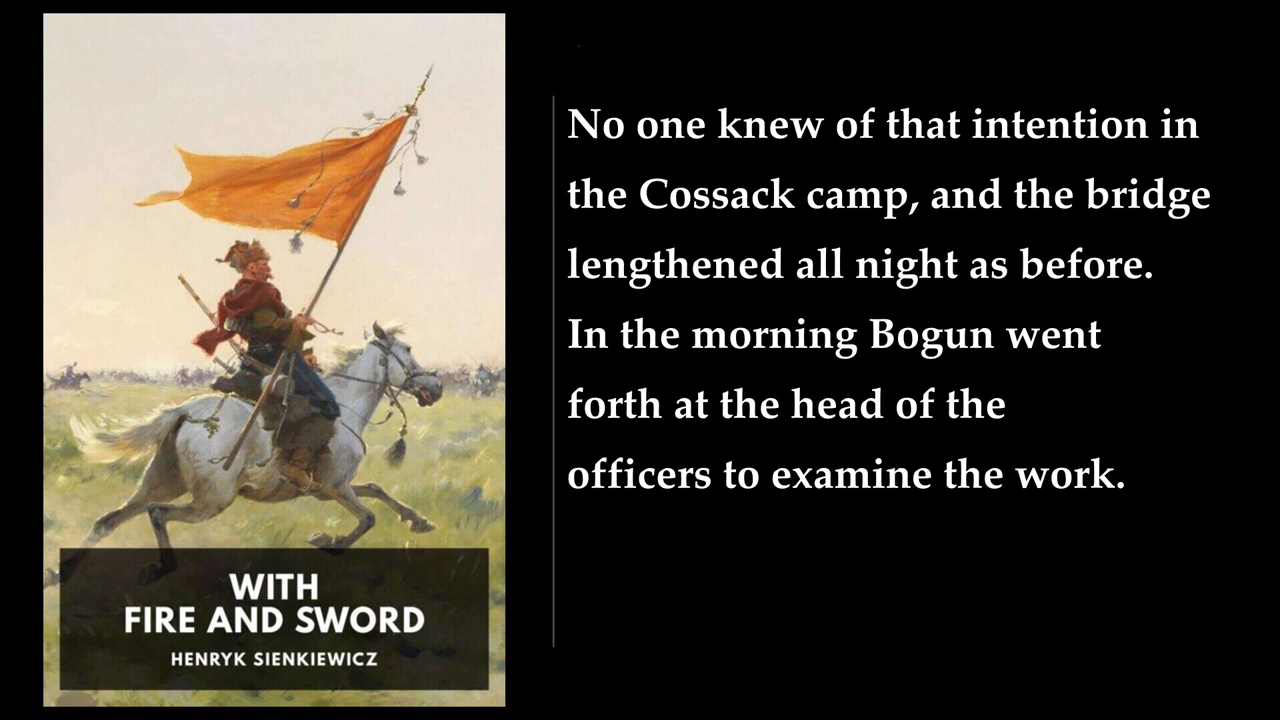 WITH
FIRE AND SWORD
HENRYK SIENKIEWICZ
No one knew of that intention in
the Cossack camp, and the bridge
lengthened all night as before.
In the morning Bogun went
forth at the head of the
officers to examine the work.